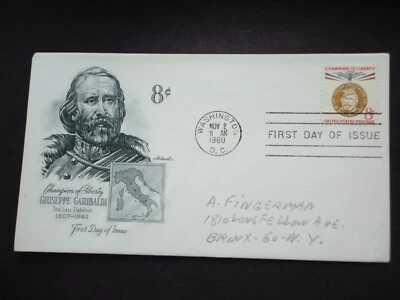 8¢
CHAMPION OF LIBERTY
8¢
UNITED STATES POSTAGE
WASHINGTON
NOV 2
AM
1960
D.C.
FIRST DAY OF ISSUE
Champion of Liberty
GIUSEPPE GARIBALDI
Italian Patriot
1807-1882
First Day of Issue
A. FINGERMAN
1810 LONGFELLOW AVE.
BRONX-60-N.Y.